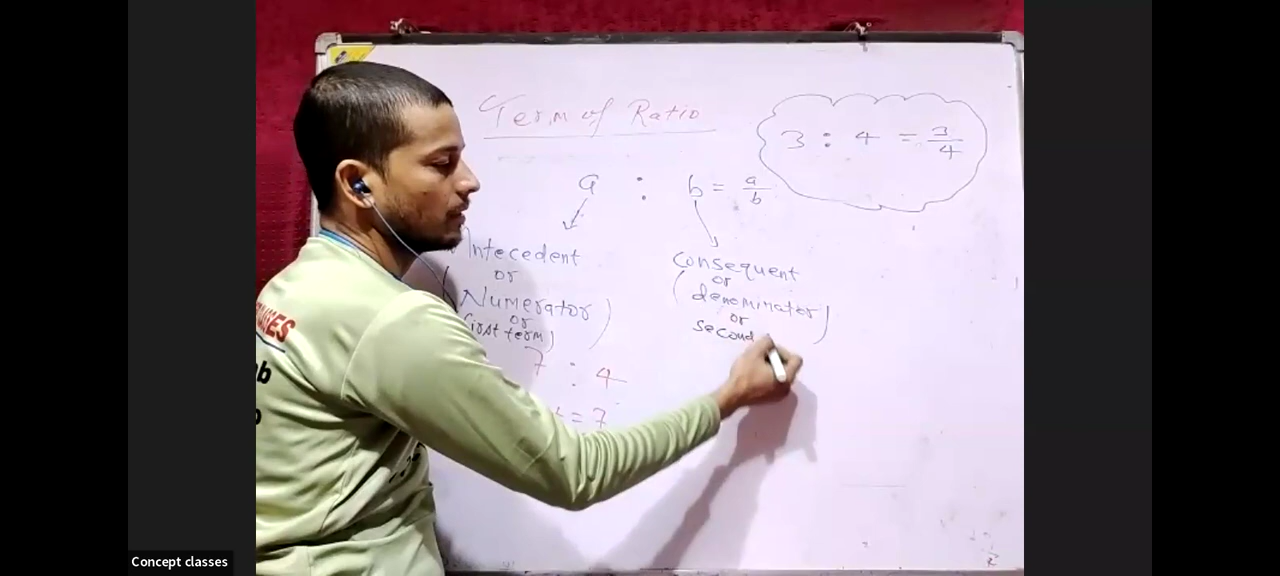 Term of Ratio
3 : 4 = 3/4
a : b = a/b
Antecedent
or
(Numerator)
or
first term)
Consequent
or
(denominator)
or
second
7 : 4
= 7
Concept classes